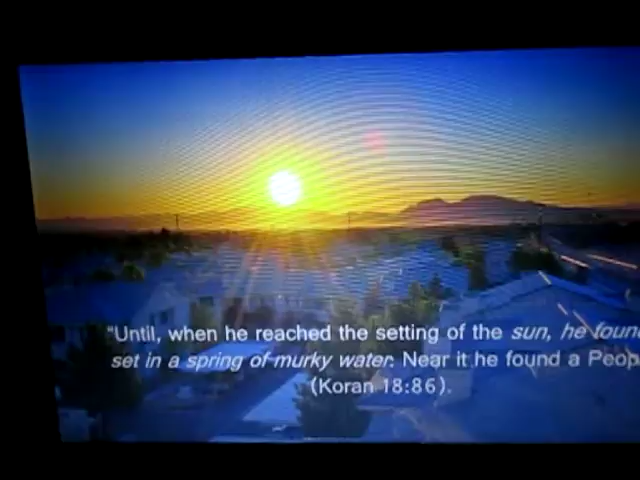 "Until, when he reached the setting of the sun, he
set in a spring of murky water. Near it he found a
(Koran 18:86).